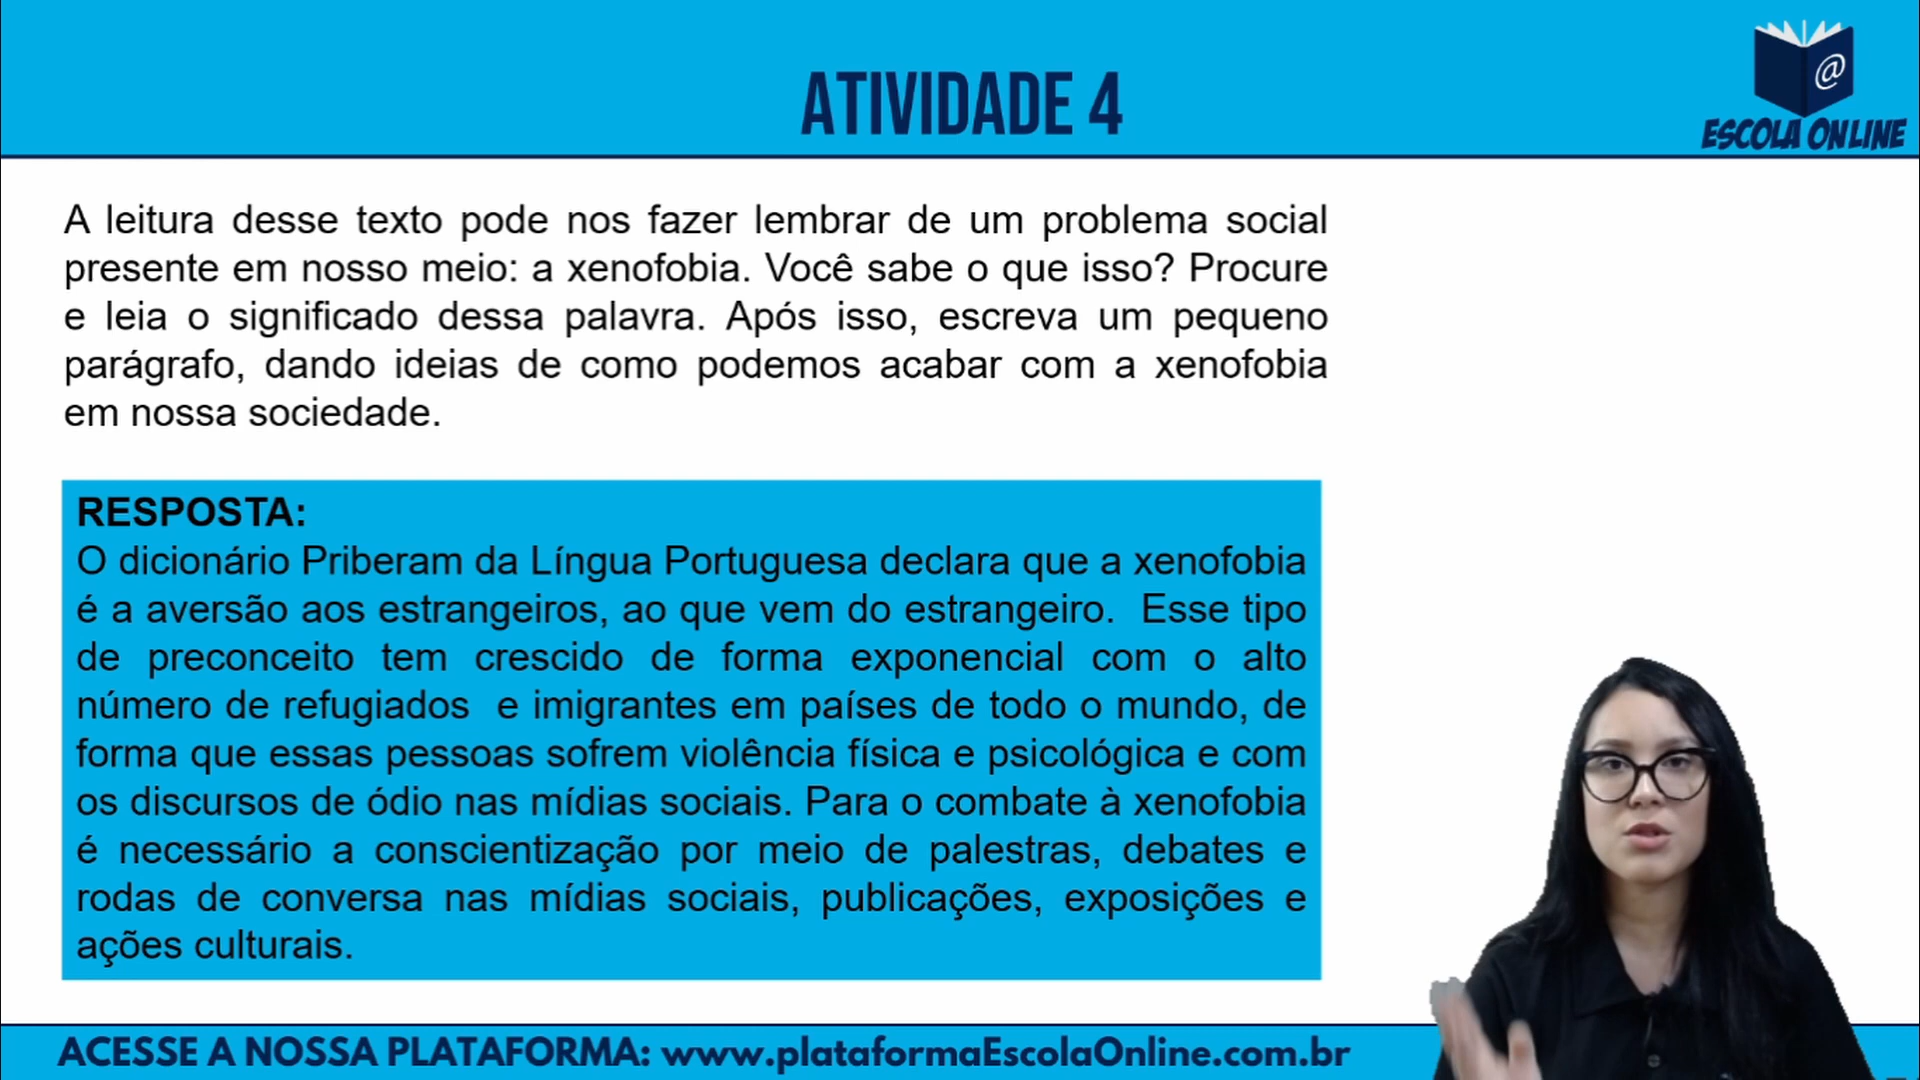 ATIVIDADE 4
@
ESCOLA ONLINE
A leitura desse texto pode nos fazer lembrar de um problema social
presente em nosso meio: a xenofobia. Você sabe o que isso? Procure
e leia o significado dessa palavra. Após isso, escreva um pequeno
parágrafo, dando ideias de como podemos acabar com a xenofobia
em nossa sociedade.
RESPOSTA:
O dicionário Priberam da Língua Portuguesa declara que a xenofobia
é a aversão aos estrangeiros, ao que vem do estrangeiro.  Esse tipo
de preconceito tem crescido de forma exponencial com o alto
número de refugiados  e imigrantes em países de todo o mundo, de
forma que essas pessoas sofrem violência física e psicológica e com
os discursos de ódio nas mídias sociais. Para o combate à xenofobia
é necessário a conscientização por meio de palestras, debates e
rodas de conversa nas mídias sociais, publicações, exposições e
ações culturais.
ACESSE A NOSSA PLATAFORMA: www.plataformaEscolaOnline.com.br